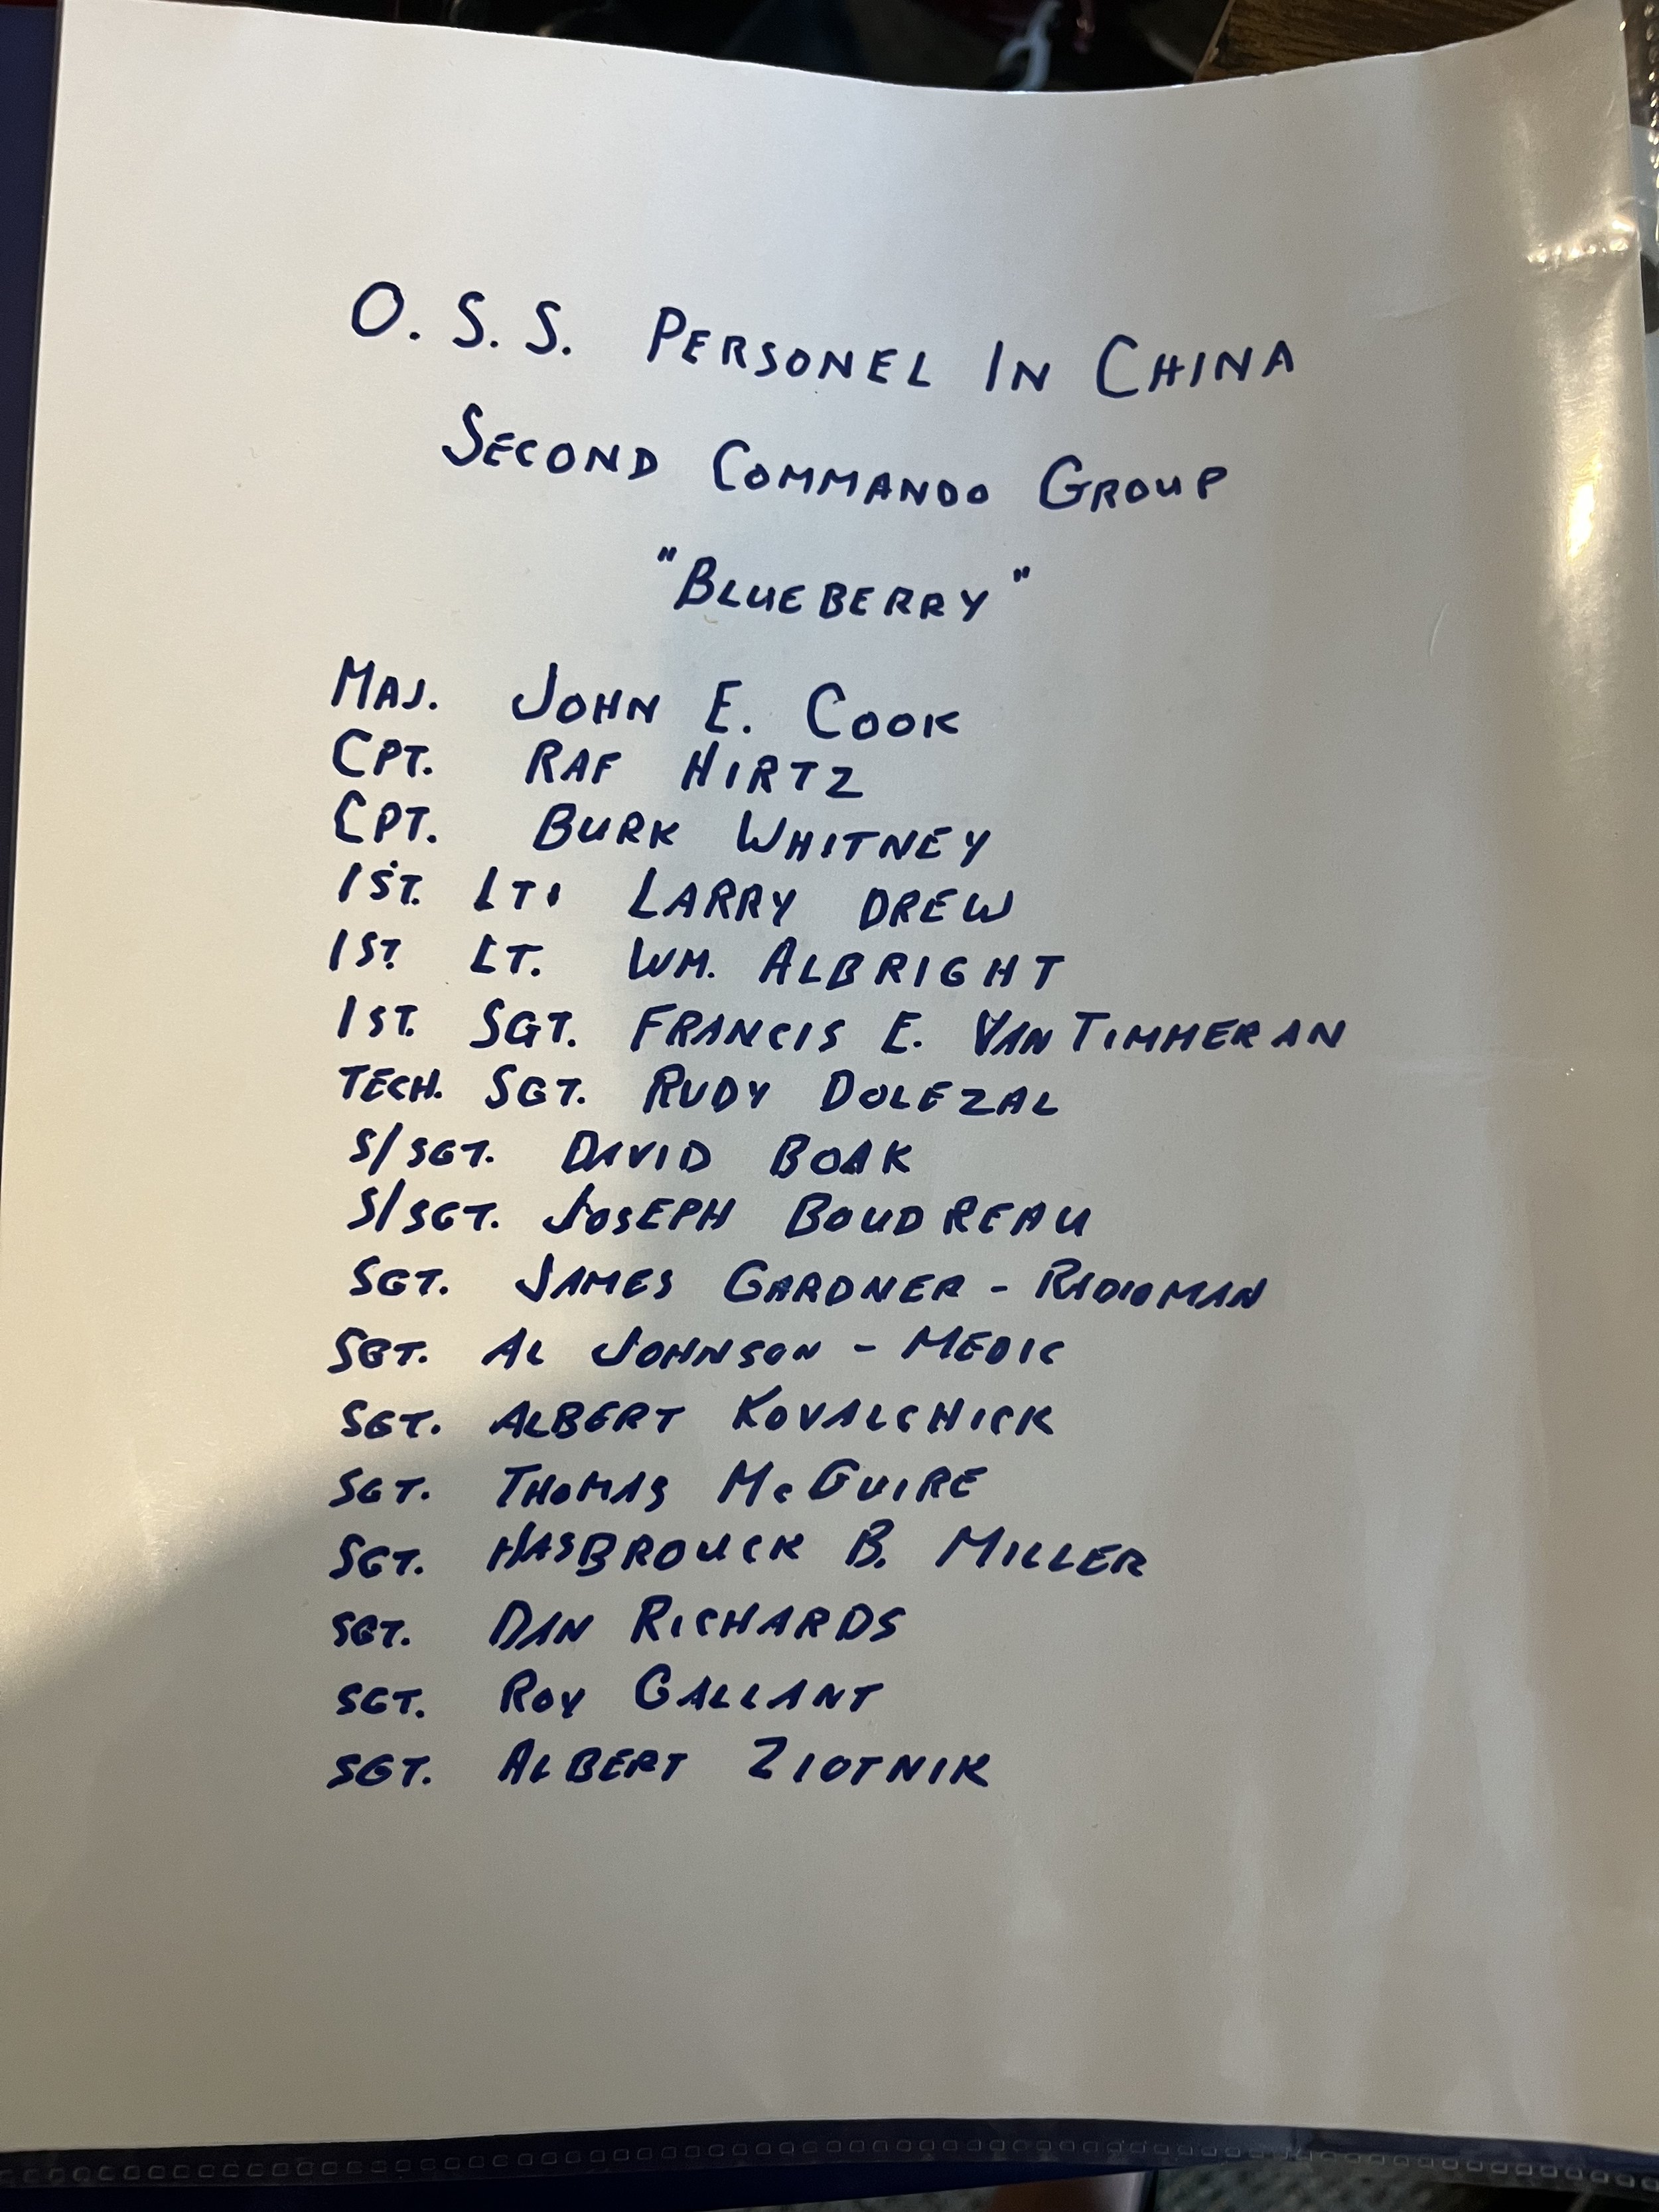 O. S. S. PERSONEL IN CHINA
SECOND COMMANDO GROUP
"BLUEBERRY"
MAJ. JOHN E. COOK
CPT. RAF HIRTZ
CPT. BURK WHITNEY
1ST. LT. LARRY DREW
1ST. LT. WM. ALBRIGHT
1ST. SGT. FRANCIS E. VAN TIMMERAN
TECH. SGT. RUDY DOLEZAL
S/SGT. DAVID BOAK
S/SGT. JOSEPH BOUDREAU
SGT. JAMES GARDNER - RADIOMAN
SGT. AL JOHNSON - MEDIC
SGT. ALBERT KOVALCHICK
SGT. THOMAS McGUIRE
SGT. HASBROUCK B. MILLER
SGT. DAN RICHARDS
SGT. ROY GALLANT
SGT. ALBERT ZIOTNIK